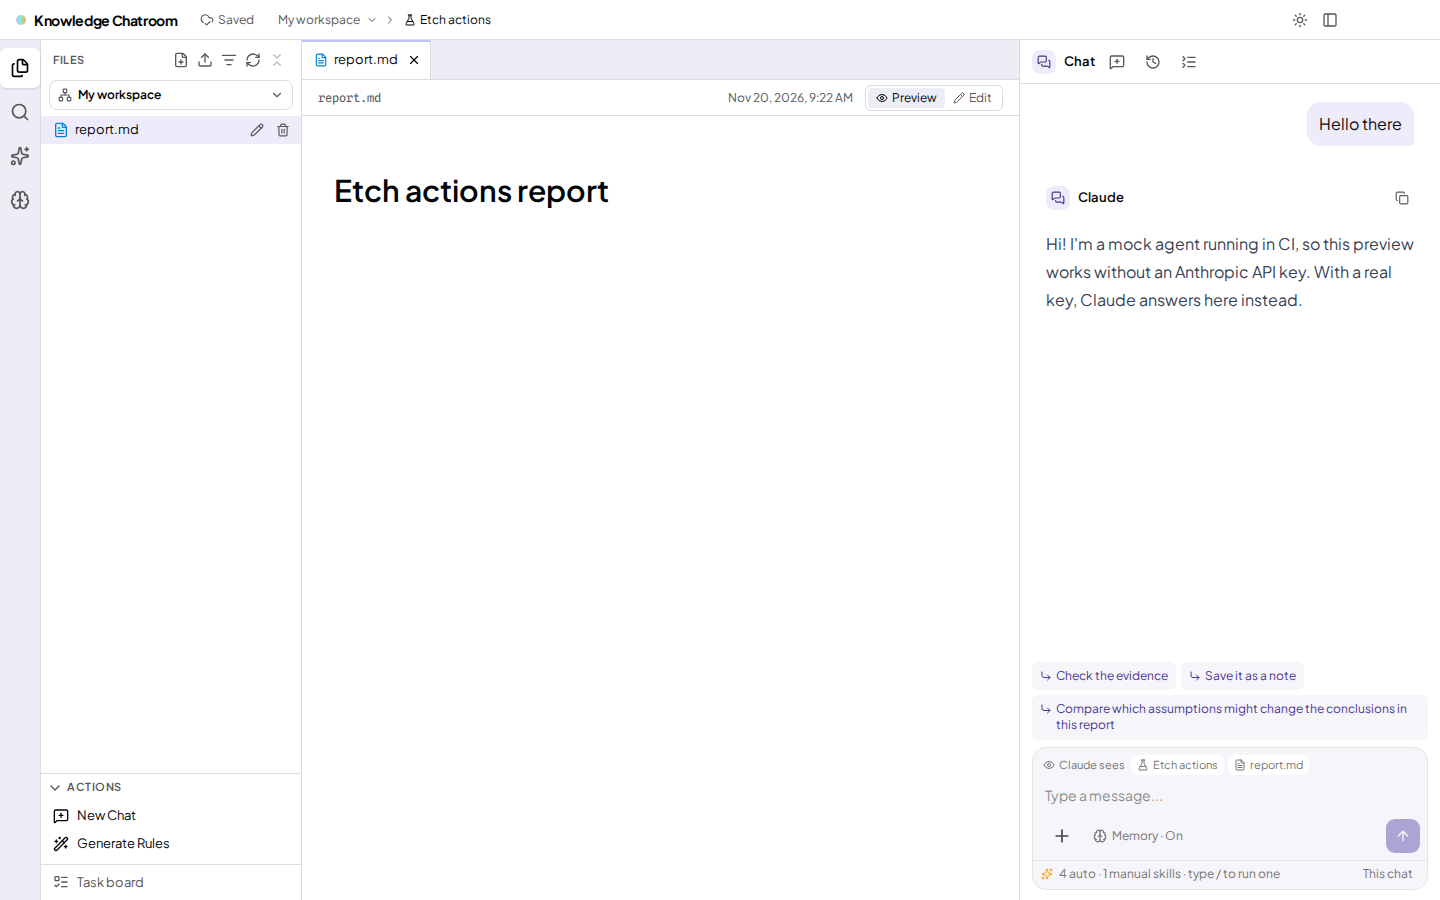 Knowledge Chatroom
Saved
My workspace
Etch actions
FILES
My workspace
report.md
ACTIONS
New Chat
Generate Rules
Task board
report.md
report.md
Nov 20, 2026, 9:22 AM
Preview
Edit
Etch actions report
Chat
Hello there
Claude
Hi! I'm a mock agent running in CI, so this preview
works without an Anthropic API key. With a real
key, Claude answers here instead.
Check the evidence
Save it as a note
Compare which assumptions might change the conclusions in
this report
Claude sees
Etch actions
report.md
Type a message...
Memory · On
4 auto · 1 manual skills · type / to run one
This chat